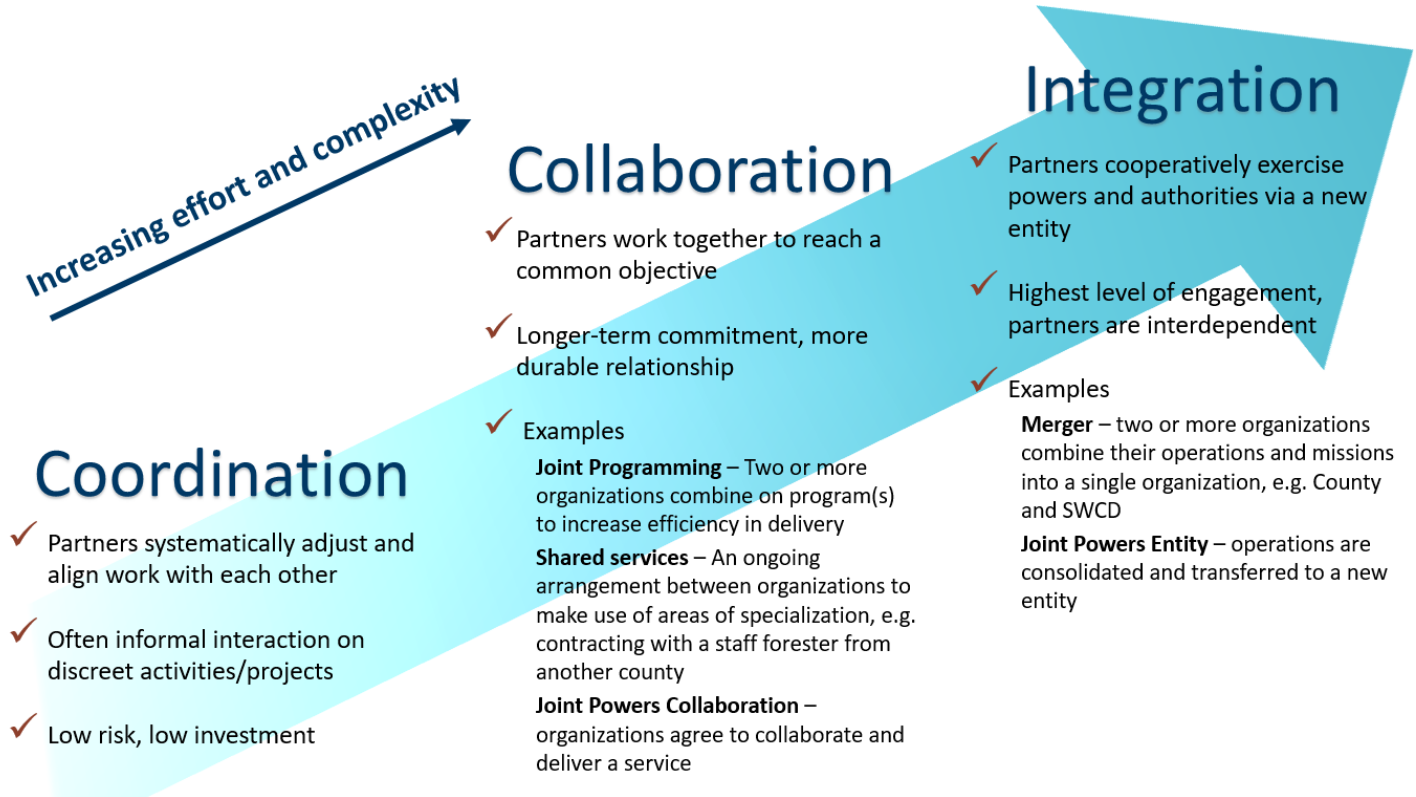 Increasing effort and complexity
Coordination
Partners systematically adjust and
align work with each other
Often informal interaction on
discreet activities/projects
Low risk, low investment
Collaboration
Partners work together to reach a
common objective
Longer-term commitment, more
durable relationship
Examples
Joint Programming – Two or more
organizations combine on program(s)
to increase efficiency in delivery
Shared services – An ongoing
arrangement between organizations to
make use of areas of specialization, e.g.
contracting with a staff forester from
another county
Joint Powers Collaboration –
organizations agree to collaborate and
deliver a service
Integration
Partners cooperatively exercise
powers and authorities via a new
entity
Highest level of engagement,
partners are interdependent
Examples
Merger – two or more organizations
combine their operations and missions
into a single organization, e.g. County
and SWCD
Joint Powers Entity – operations are
consolidated and transferred to a new
entity